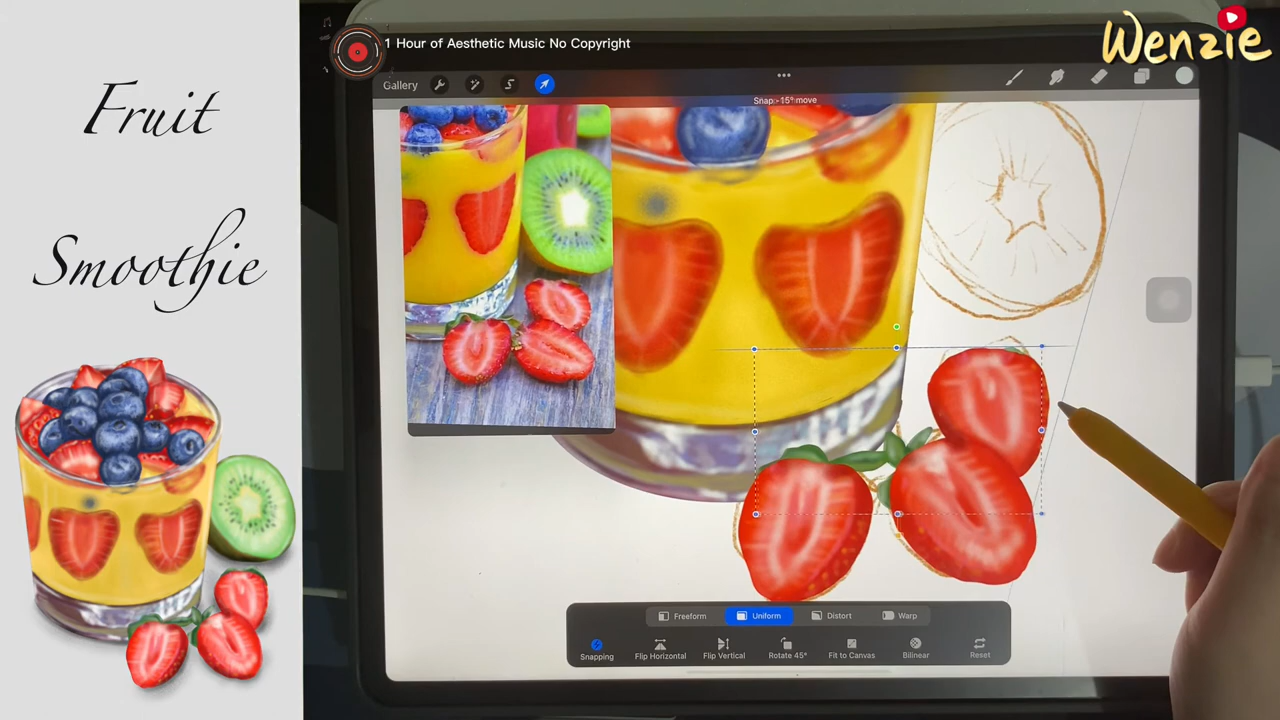 Fruit
Smoothie
1 Hour of Aesthetic Music No Copyright
Wenzie
Gallery
Snap:-15° move
Freeform
Uniform
Distort
Warp
Snapping
Flip Horizontal
Flip Vertical
Rotate 45°
Fit to Canvas
Bilinear
Reset